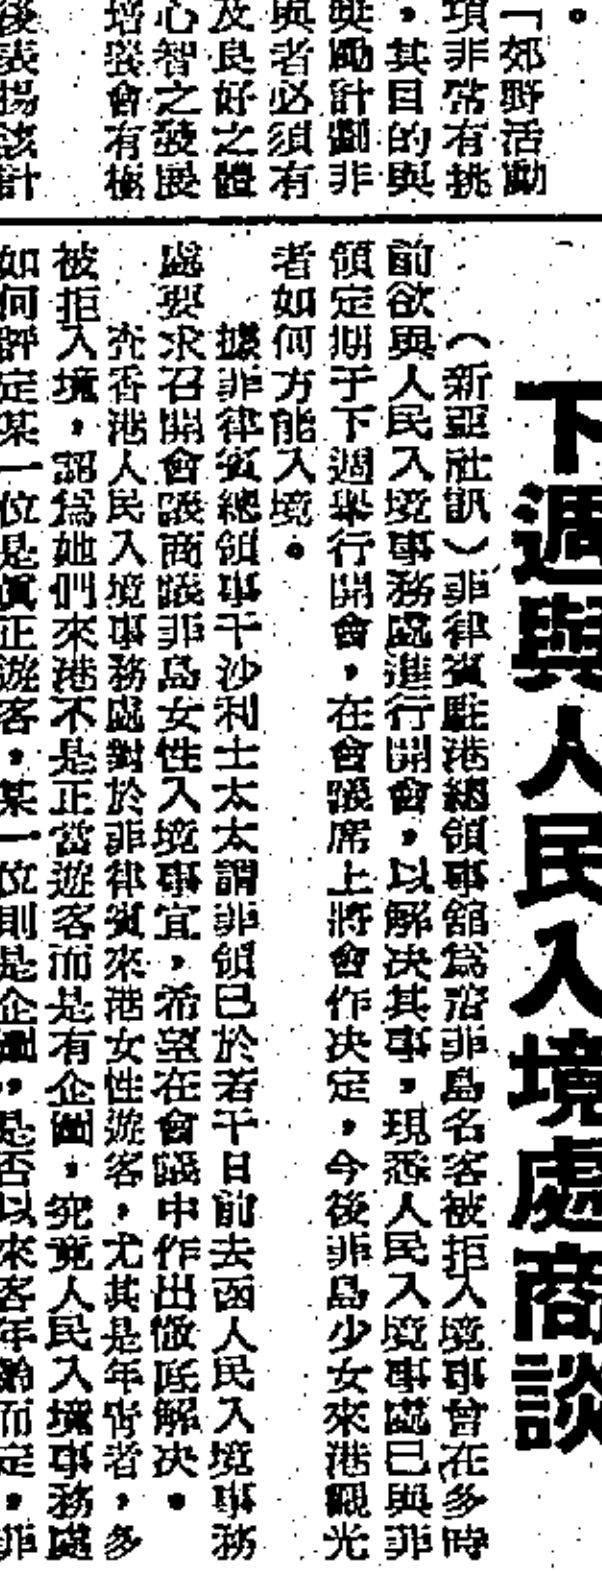 。
「郊野活動
項非常有挑
，其目的與
獎勵計劃非
與者必須有
及良好之體
心智之發展
培養會有極
後表揚該計
下週與人民入境處商談
（新亞社訊）菲律賓駐港總領事館為沿菲島名客被拒入境事曾在多時
前欲與人民入境事務處進行開會，以解决其事，現悉人民入境事處已與菲
領定期于下週舉行開會，在會議席上將會作决定，今後菲島少女來港觀光
者如何方能入境。
據菲律賓總領事干沙利士太太謂菲領已於若干日前去函人民入境事務
處要求召開會議商談菲島女性入境事宜，希望在會議中作出徹底解决。
查香港人民入境事務處對於菲律賓來港女性遊客，尤其是年青者，多
被拒入境，認為她們來港不是正當遊客而是有企圖，究竟人民入境事務處
如何評定某一位是眞正遊客，某一位則是企圖，是否以來客年齡而定，菲